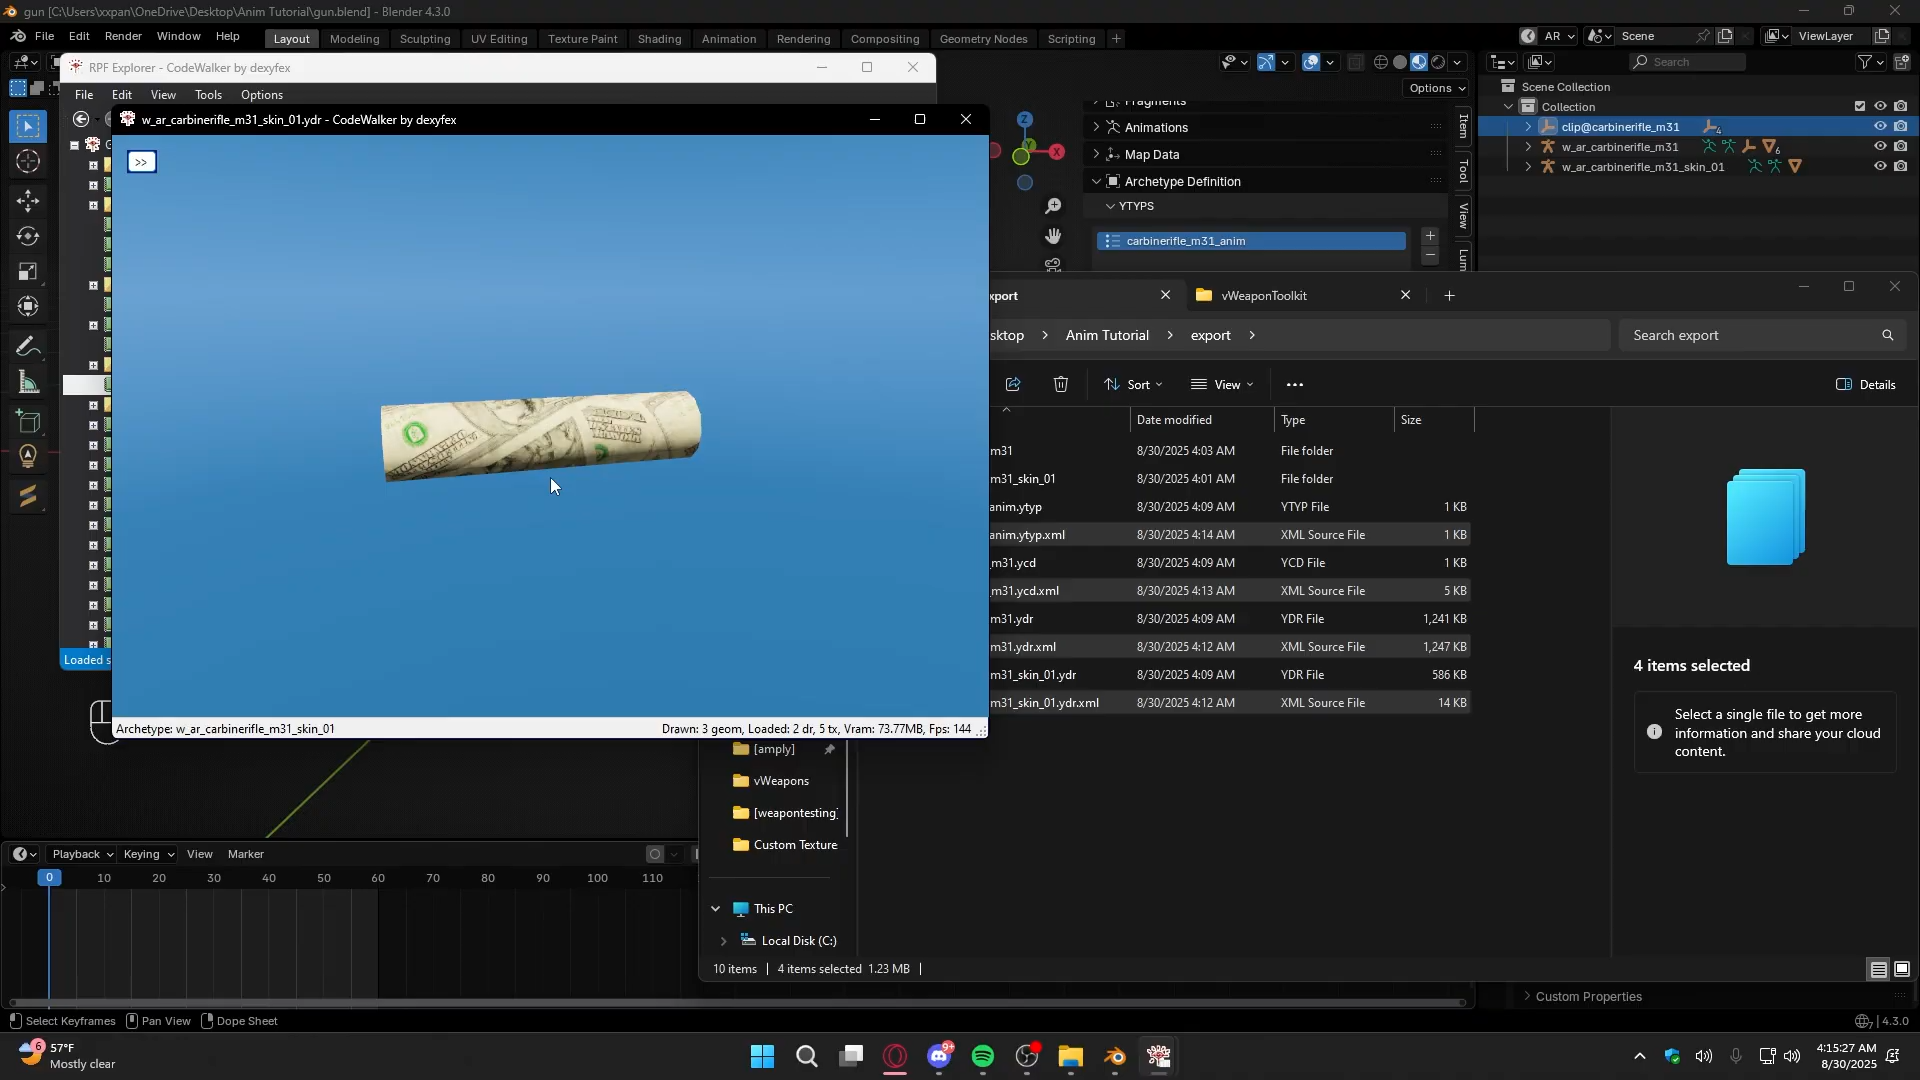 gun [C:\Users\xxpan\OneDrive\Desktop\Anim Tutorial\gun.blend] - Blender 4.3.0
File Edit Render Window Help
Layout Modeling Sculpting UV Editing Texture Paint Shading Animation Rendering Compositing Geometry Nodes Scripting +
AR Scene ViewLayer
RPF Explorer - CodeWalker by dexyfex
File Edit View Tools Options
w_ar_carbinerifle_m31_skin_01.ydr - CodeWalker by dexyfex
>>
Loaded s
Archetype: w_ar_carbinerifle_m31_skin_01
Drawn: 3 geom, Loaded: 2 dr, 5 tx, Vram: 73.77MB, Fps: 144
Options
Fragments
Animations
Map Data
Archetype Definition
YTYPS
carbinerifle_m31_anim
X
Z
Item
Tool
View
Lum
Search
Scene Collection
Collection
clip@carbinerifle_m31 4
w_ar_carbinerifle_m31 6
w_ar_carbinerifle_m31_skin_01
xport
vWeaponToolkit
sktop > Anim Tutorial > export >
Search export
Sort View Details
Date modified Type Size
m31 8/30/2025 4:03 AM File folder
m31_skin_01 8/30/2025 4:01 AM File folder
anim.ytyp 8/30/2025 4:09 AM YTYP File 1 KB
anim.ytyp.xml 8/30/2025 4:14 AM XML Source File 1 KB
_m31.ycd 8/30/2025 4:09 AM YCD File 1 KB
_m31.ycd.xml 8/30/2025 4:13 AM XML Source File 5 KB
m31.ydr 8/30/2025 4:09 AM YDR File 1,241 KB
m31.ydr.xml 8/30/2025 4:12 AM XML Source File 1,247 KB
m31_skin_01.ydr 8/30/2025 4:09 AM YDR File 586 KB
m31_skin_01.ydr.xml 8/30/2025 4:12 AM XML Source File 14 KB
4 items selected
Select a single file to get more
information and share your cloud
content.
[amply]
vWeapons
[weapontesting]
Custom Texture
This PC
Local Disk (C:)
10 items 4 items selected 1.23 MB
Playback Keying View Marker
0 10 20 30 40 50 60 70 80 90 100 110
Custom Properties
Select Keyframes Pan View Dope Sheet
4.3.0
6
57°F
Mostly clear
9+
4:15:27 AM
8/30/2025